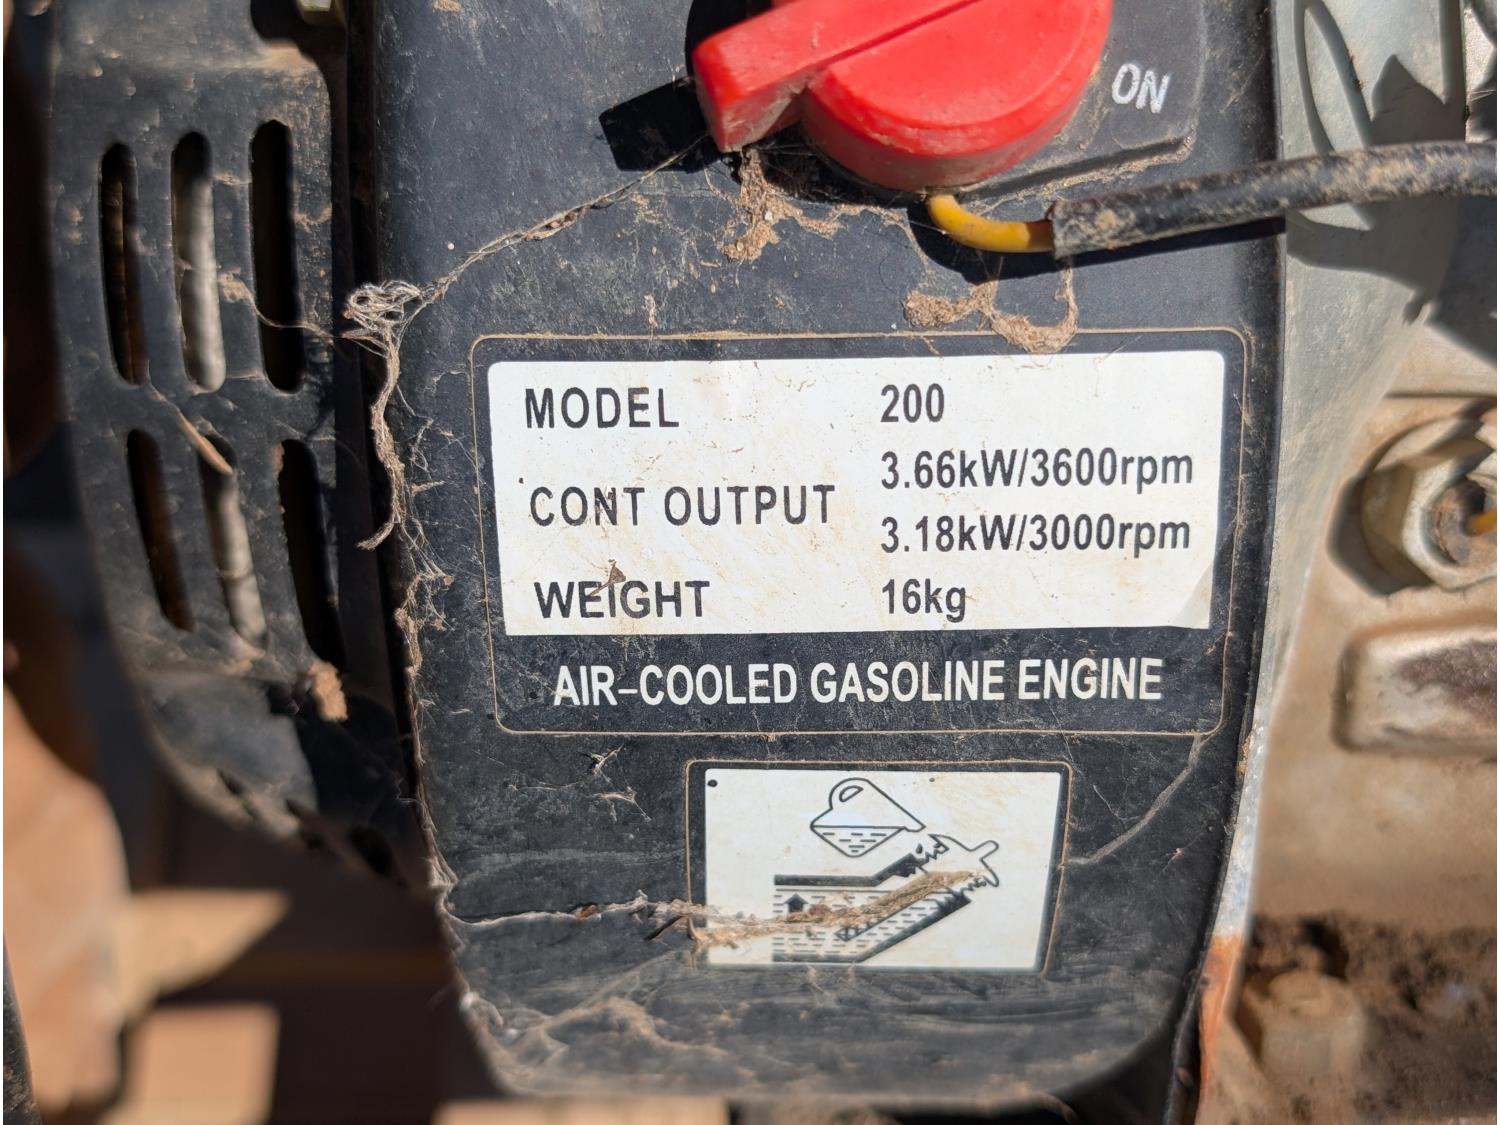 ON
MODEL 200
3.66kW/3600rpm
CONT OUTPUT
3.18kW/3000rpm
WEIGHT 16kg
AIR-COOLED GASOLINE ENGINE